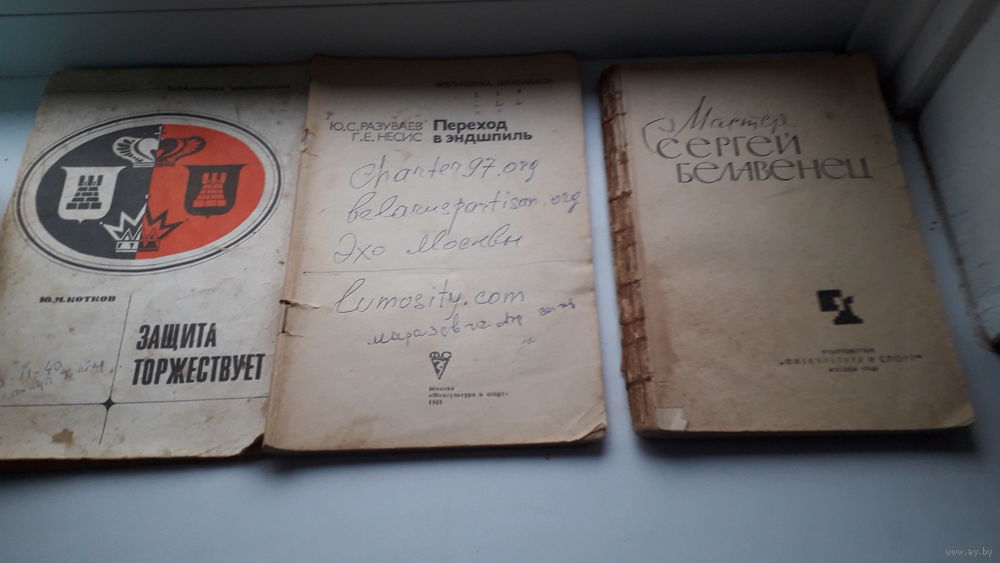 Ю.М. КОТКОВ
ЗАЩИТА
ТОРЖЕСТВУЕТ
Ю.С. РАЗУВАЕВ
Г.Е. НЕСИС
Переход
в эндшпиль
charter97.org
belaruspartisan.org
Эхо Москвы
lumosity.com
Москва
«Физкультура и спорт»
Мастер
СЕРГЕЙ
БЕЛАВЕНЕЦ
ИЗДАТЕЛЬСТВО
«ФИЗКУЛЬТУРА И СПОРТ»
www.ay.by